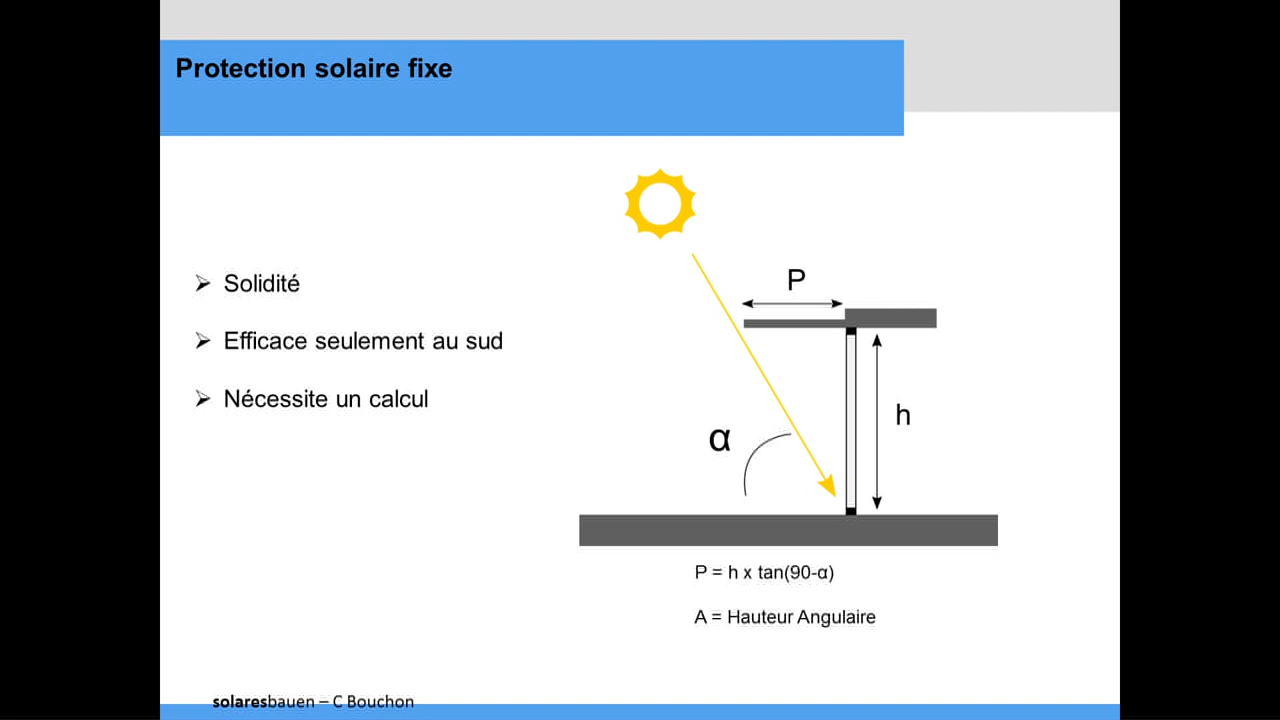 Protection solaire fixe
Solidité
Efficace seulement au sud
Nécessite un calcul
P
h
α
P = h x tan(90-α)
A = Hauteur Angulaire
solaresbauen – C Bouchon